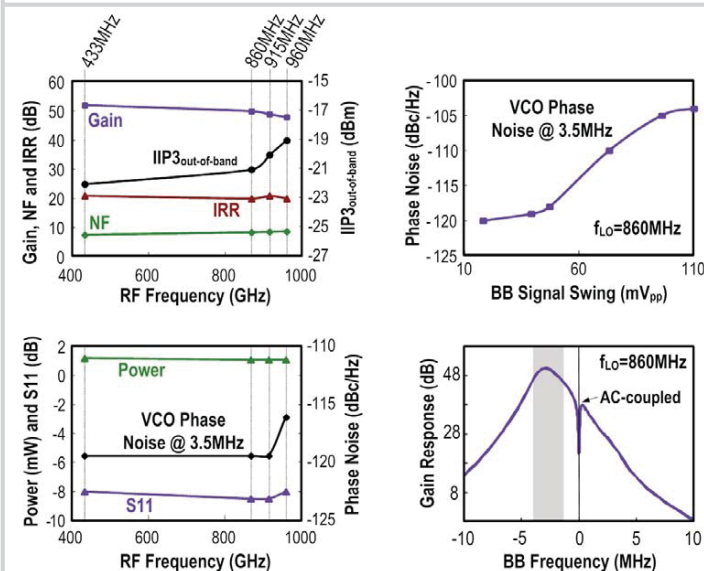 433MHz
860MHz
915MHz
960MHz
60
50
40
30
20
10
0
Gain, NF and IRR (dB)
-15
-17
-19
-21
-23
-25
-27
IIP3out-of-band (dBm)
Gain
IIP3out-of-band
IRR
NF
400 600 800 1000
RF Frequency (GHz)
-100
-105
-110
-115
-120
-125
Phase Noise (dBc/Hz)
VCO Phase
Noise @ 3.5MHz
fLO=860MHz
10 60 110
BB Signal Swing (mVpp)
2
0
-2
-4
-6
-8
-10
Power (mW) and S11 (dB)
-110
-116
-119
-122
-125
Phase Noise (dBc/Hz)
Power
VCO Phase
Noise @ 3.5MHz
S11
400 600 800 1000
RF Frequency (GHz)
48
28
8
Gain Response (dB)
fLO=860MHz
AC-coupled
-10 -5 0 5 10
BB Frequency (MHz)